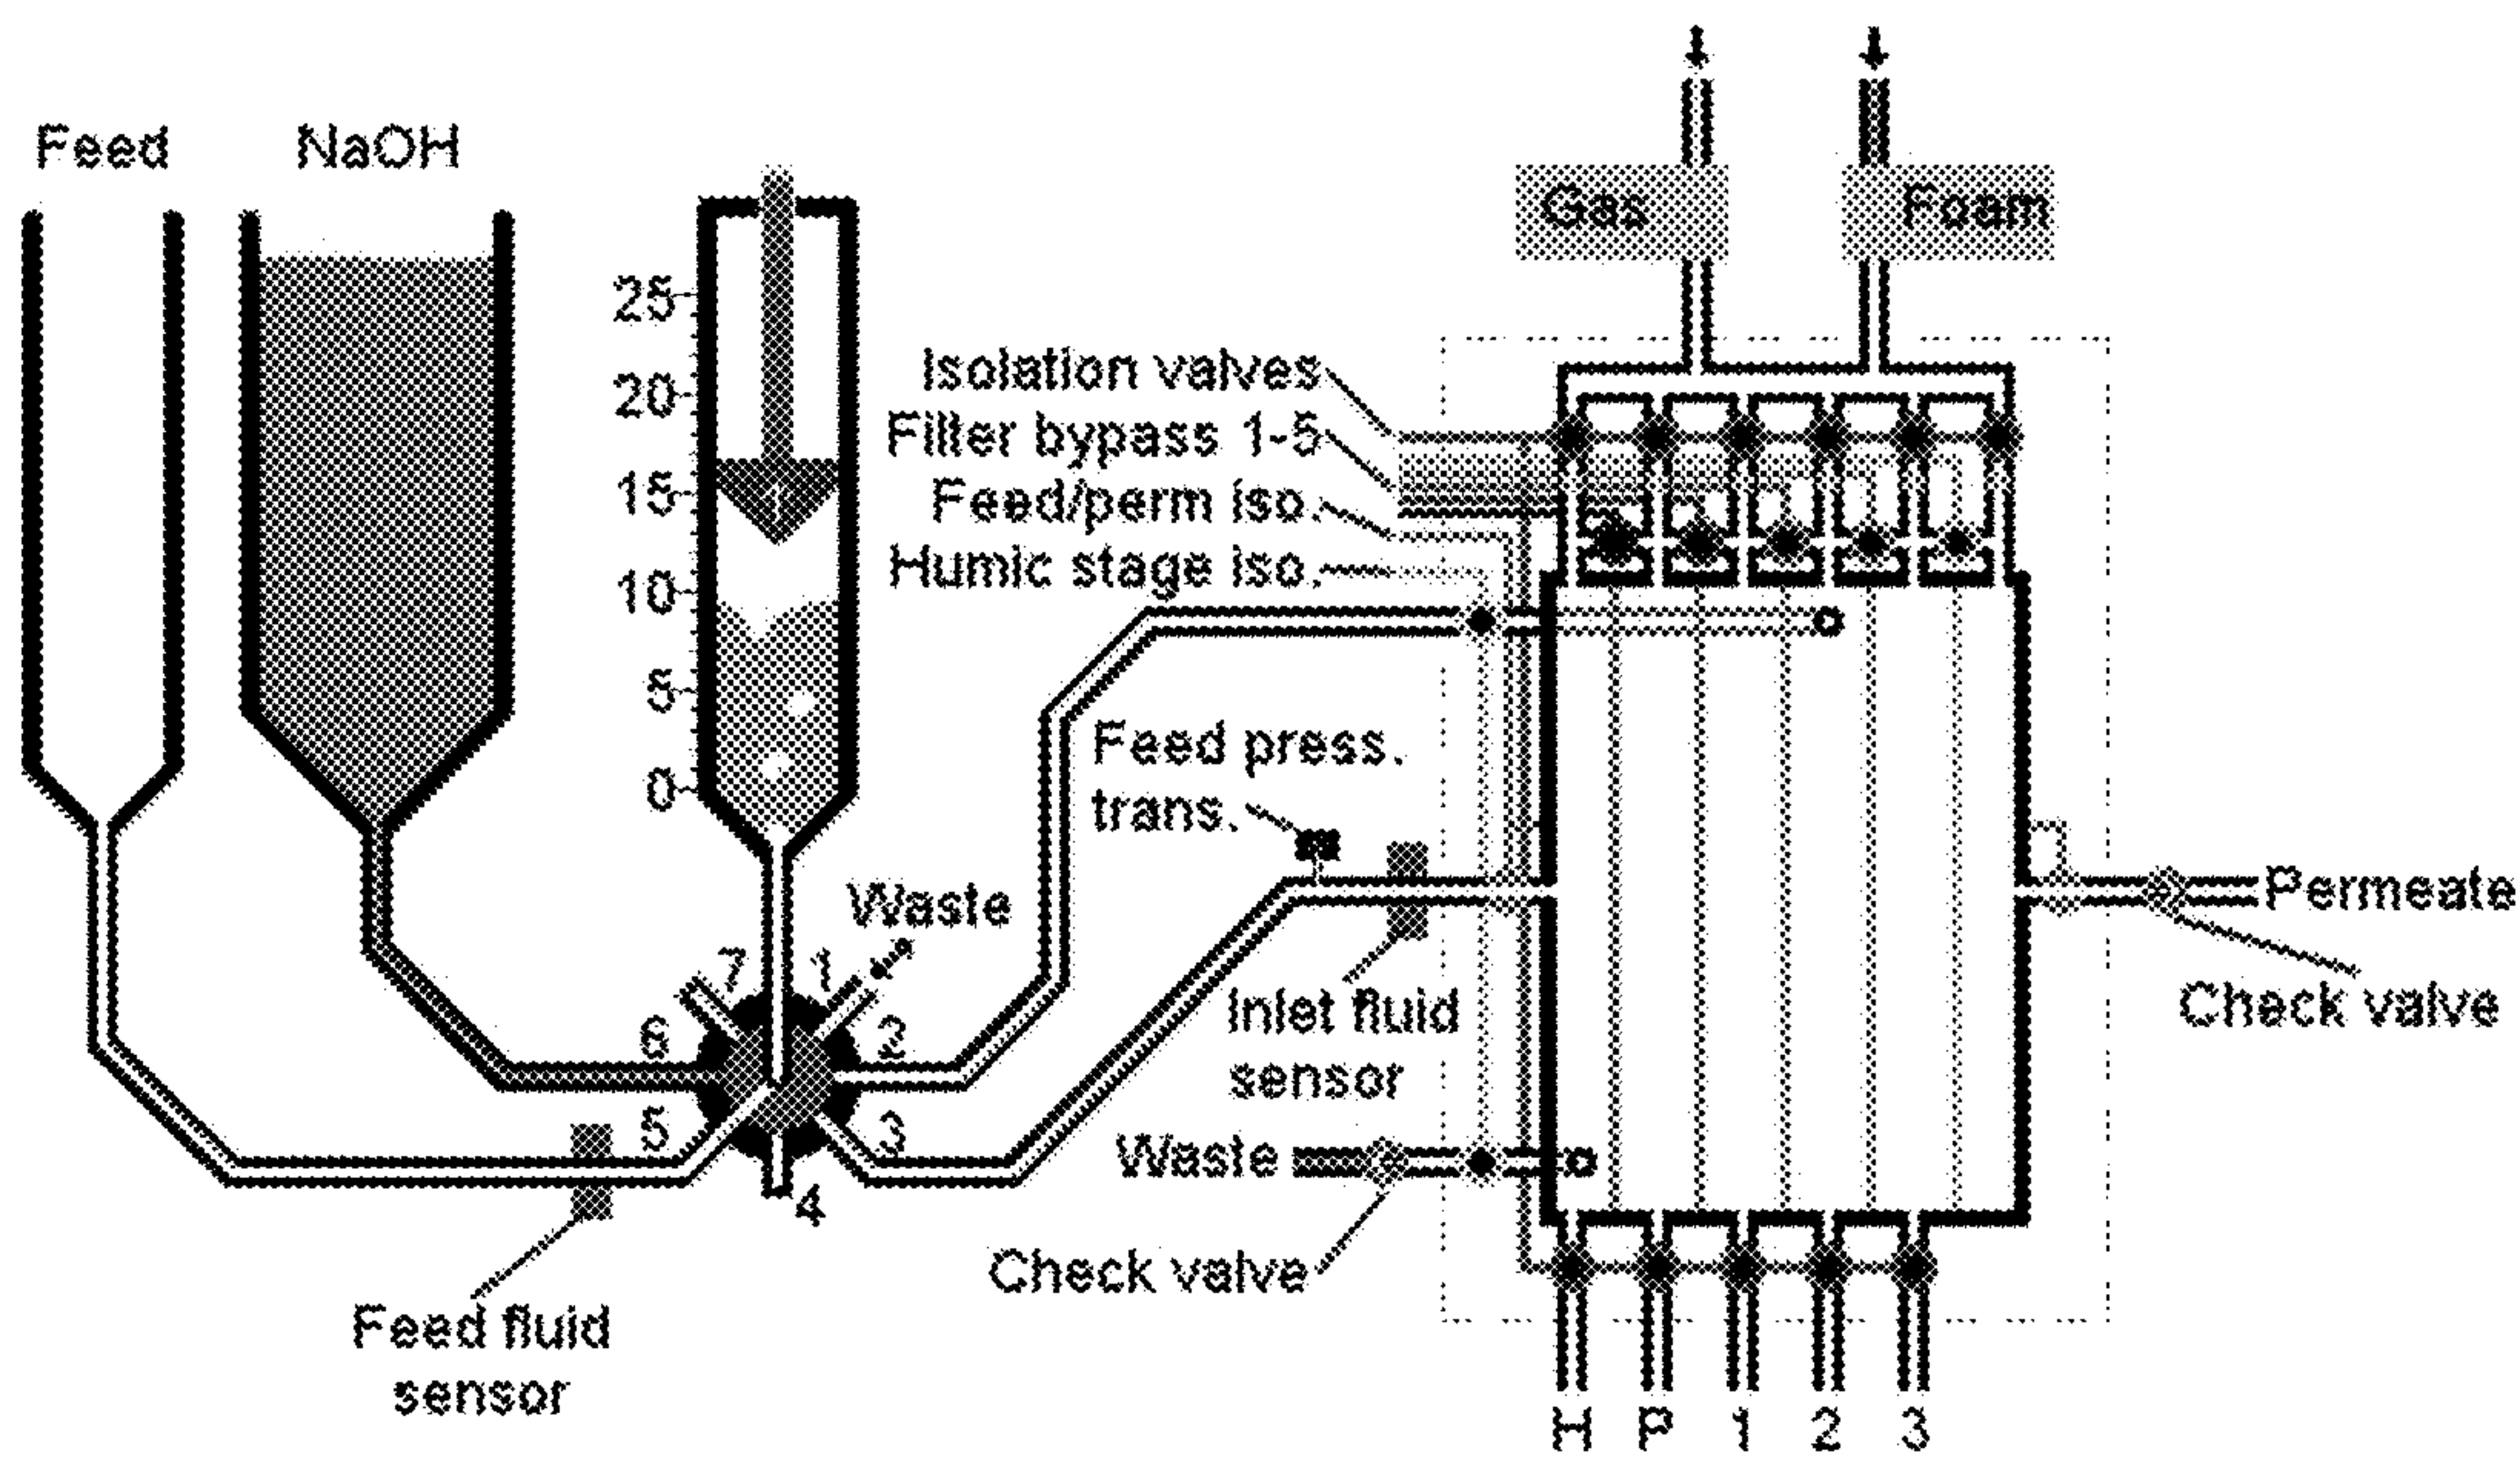 Feed
NaOH
Gas
Foam
25
20
15
10
5
0
Isolation valves
Filter bypass 1-5
Feed/perm iso.
Humic stage iso.
Feed press.
trans.
Waste
7
1
6
2
5
3
4
Inlet fluid
sensor
Permeate
Check valve
Waste
Check valve
Feed fluid
sensor
H P 1 2 3